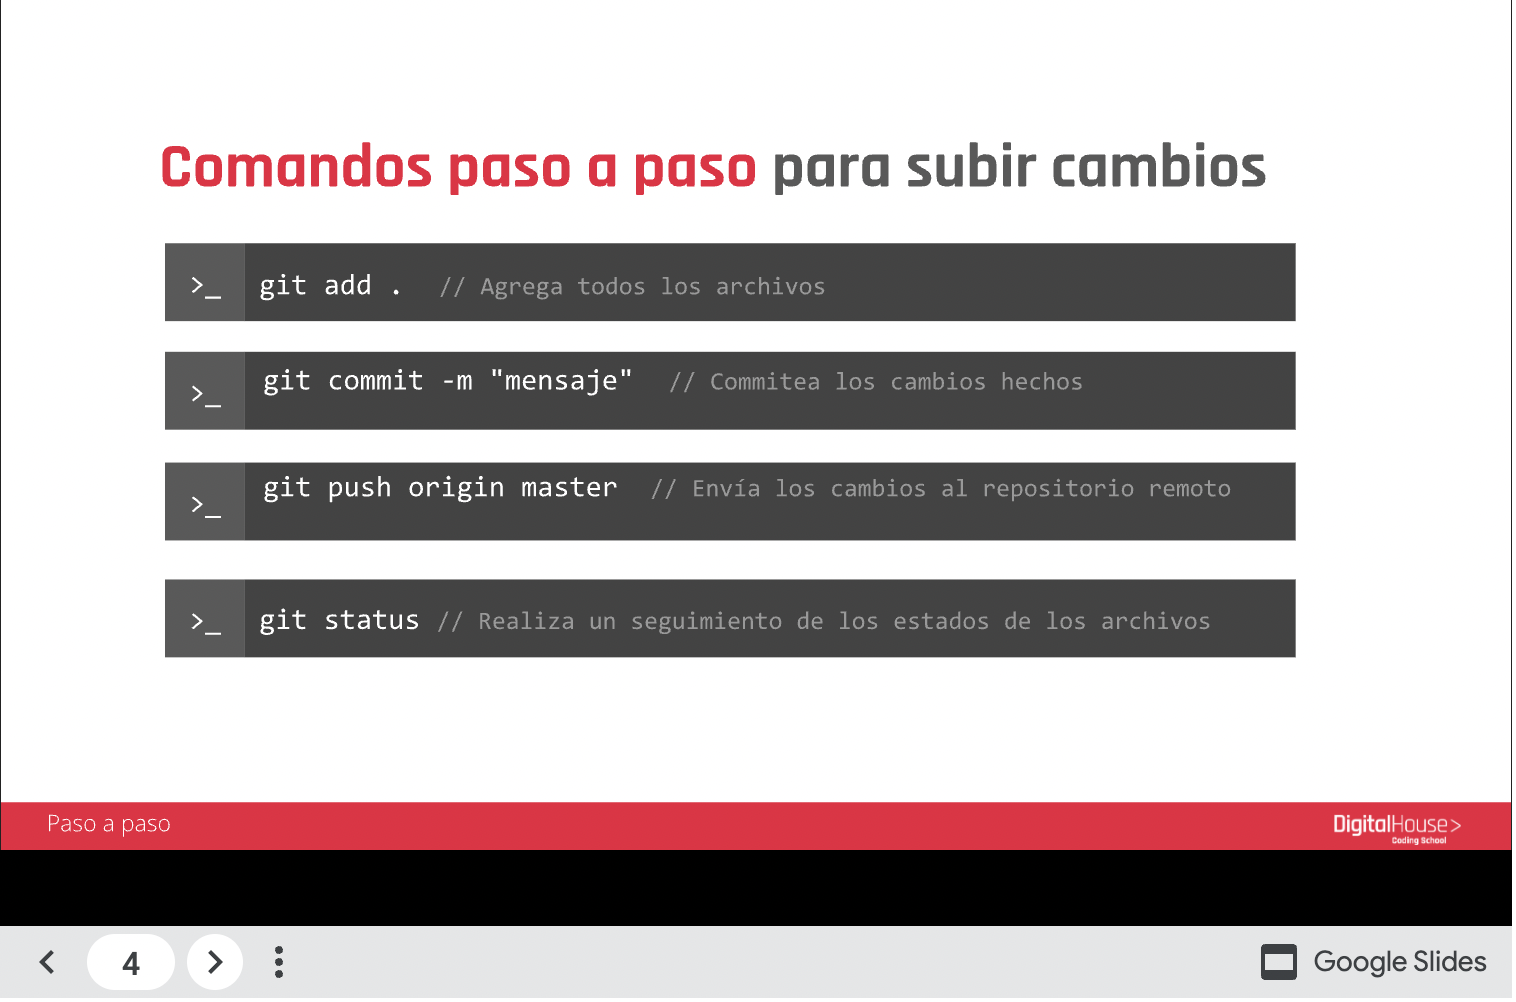 Comandos paso a paso para subir cambios
>_ git add . // Agrega todos los archivos
>_ git commit -m "mensaje" // Commitea los cambios hechos
>_ git push origin master // Envía los cambios al repositorio remoto
>_ git status // Realiza un seguimiento de los estados de los archivos
Paso a paso
DigitalHouse>
Coding School
4
Google Slides